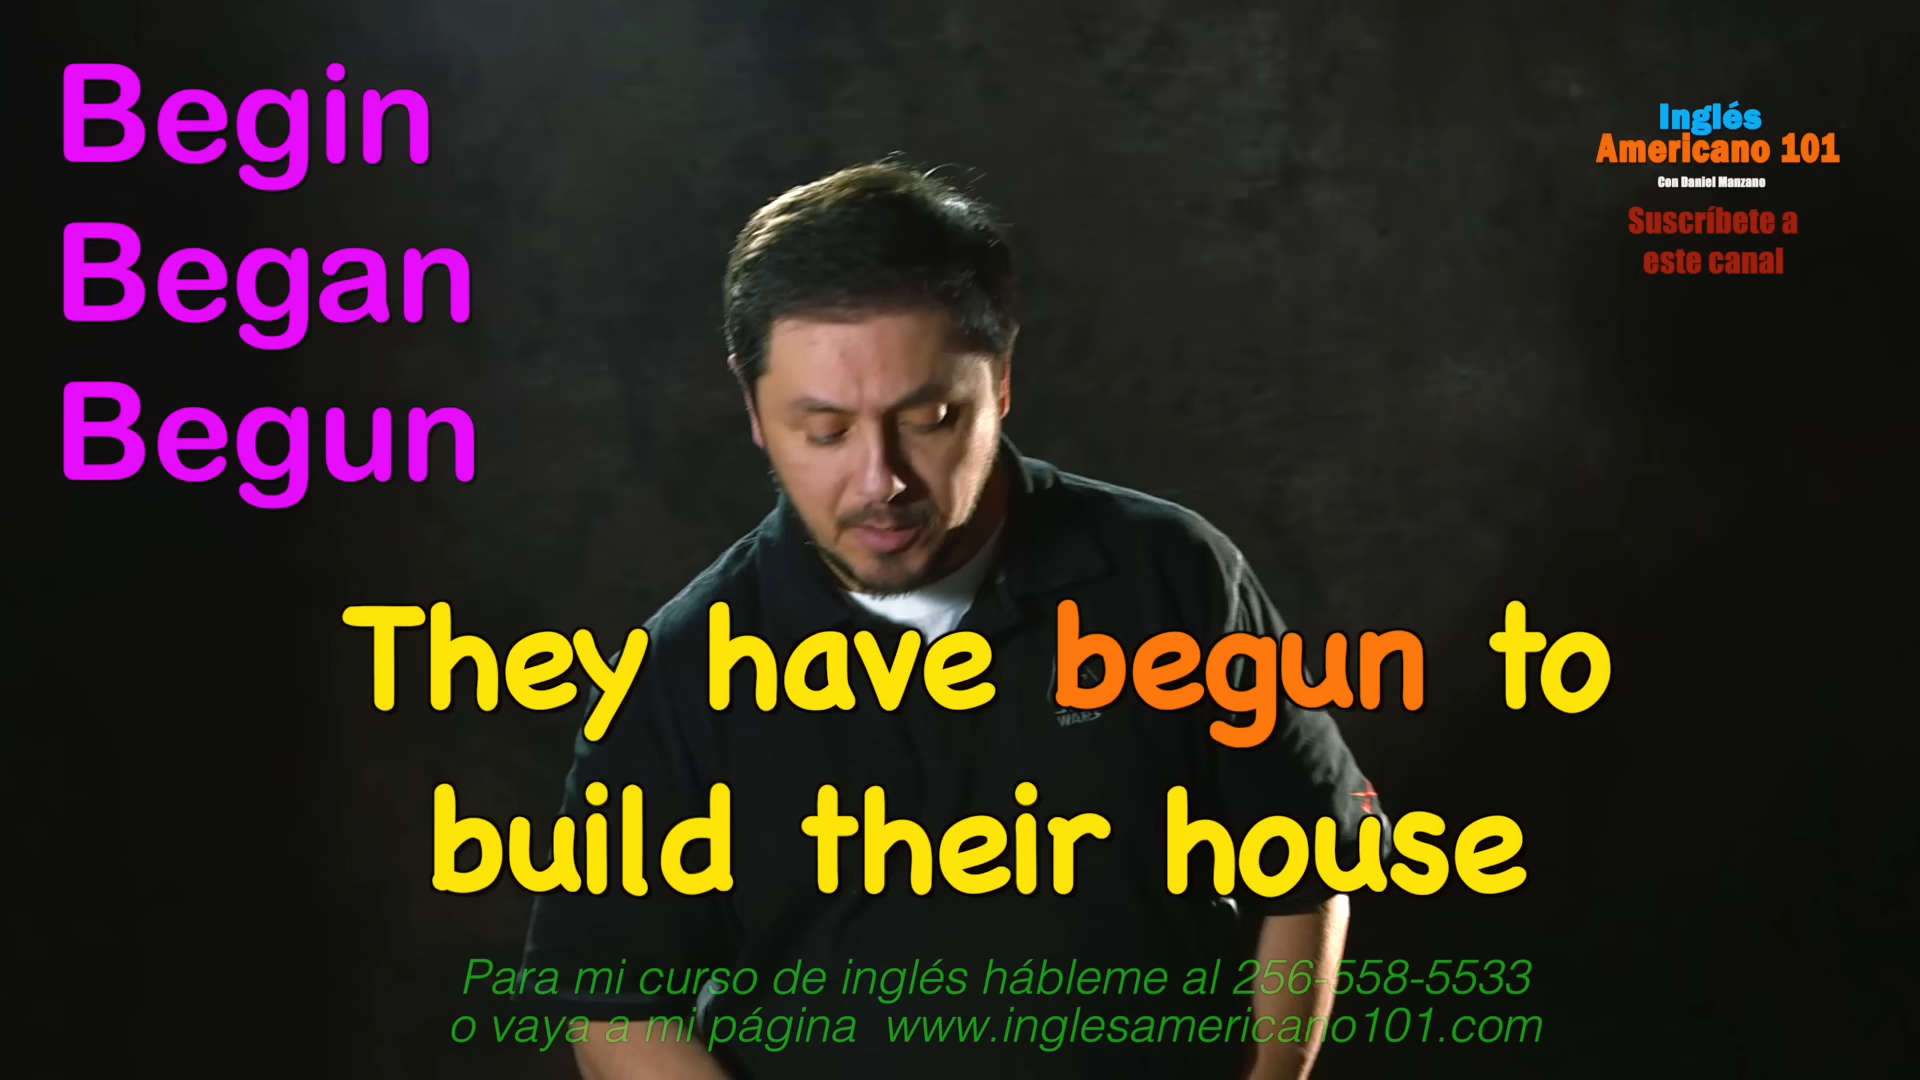 Begin
Began
Begun
Inglés
Americano 101
Con Daniel Manzano
Suscríbete a
este canal
They have begun to
WARS
build their house
Para mi curso de inglés hábleme al 256-558-5533
o vaya a mi página www.inglesamericano101.com